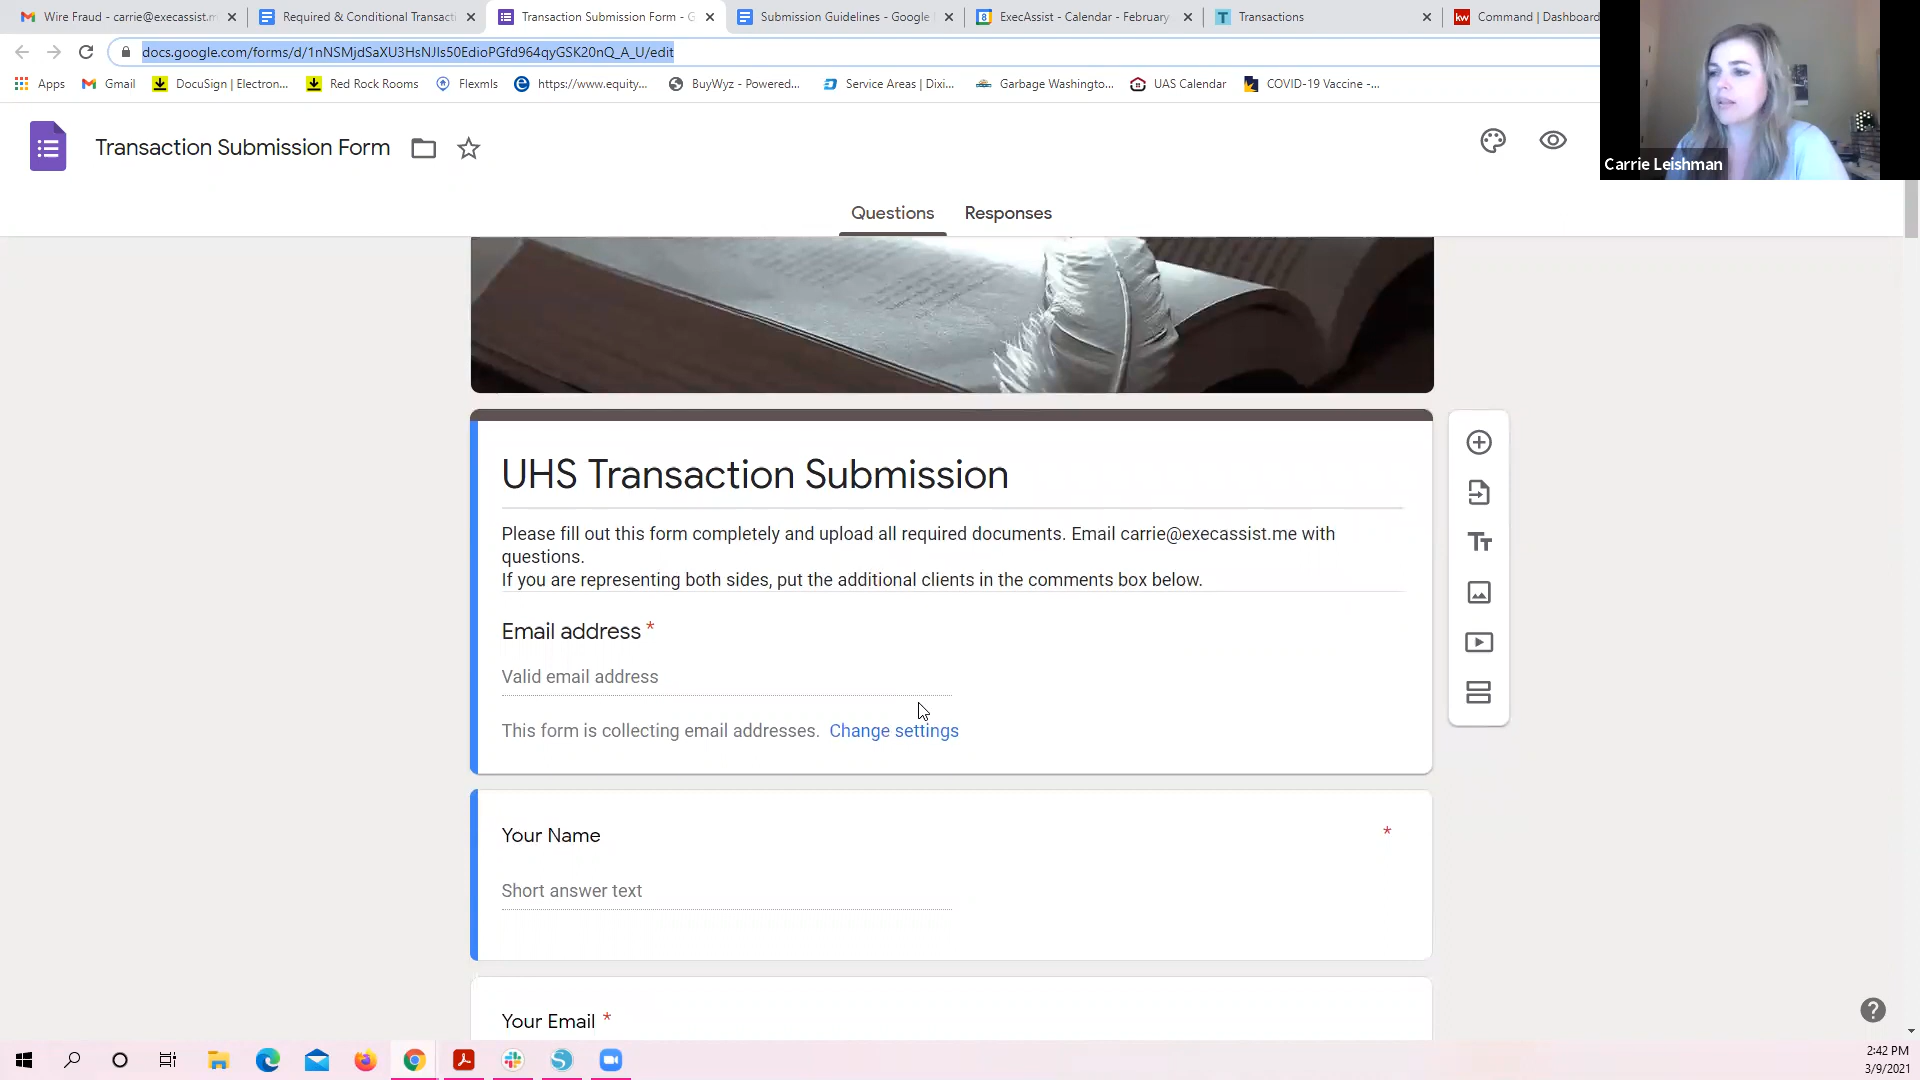 Wire Fraud - carrie@execassist.m
Required & Conditional Transacti
Transaction Submission Form - G
Submission Guidelines - Google
ExecAssist - Calendar - February
Transactions
kw Command | Dashboard
docs.google.com/forms/d/1nNSMjdSaXU3HsNJIs50EdioPGfd964qyGSK20nQ_A_U/edit
Apps
Gmail
DocuSign | Electron...
Red Rock Rooms
Flexmls
https://www.equity...
BuyWyz - Powered...
Service Areas | Dixi...
Garbage Washingto...
UAS Calendar
COVID-19 Vaccine -...
Carrie Leishman
Transaction Submission Form
Questions
Responses
UHS Transaction Submission
Please fill out this form completely and upload all required documents. Email carrie@execassist.me with
questions.
If you are representing both sides, put the additional clients in the comments box below.
Email address *
Valid email address
This form is collecting email addresses. Change settings
Your Name *
Short answer text
Your Email *
2:42 PM
3/9/2021